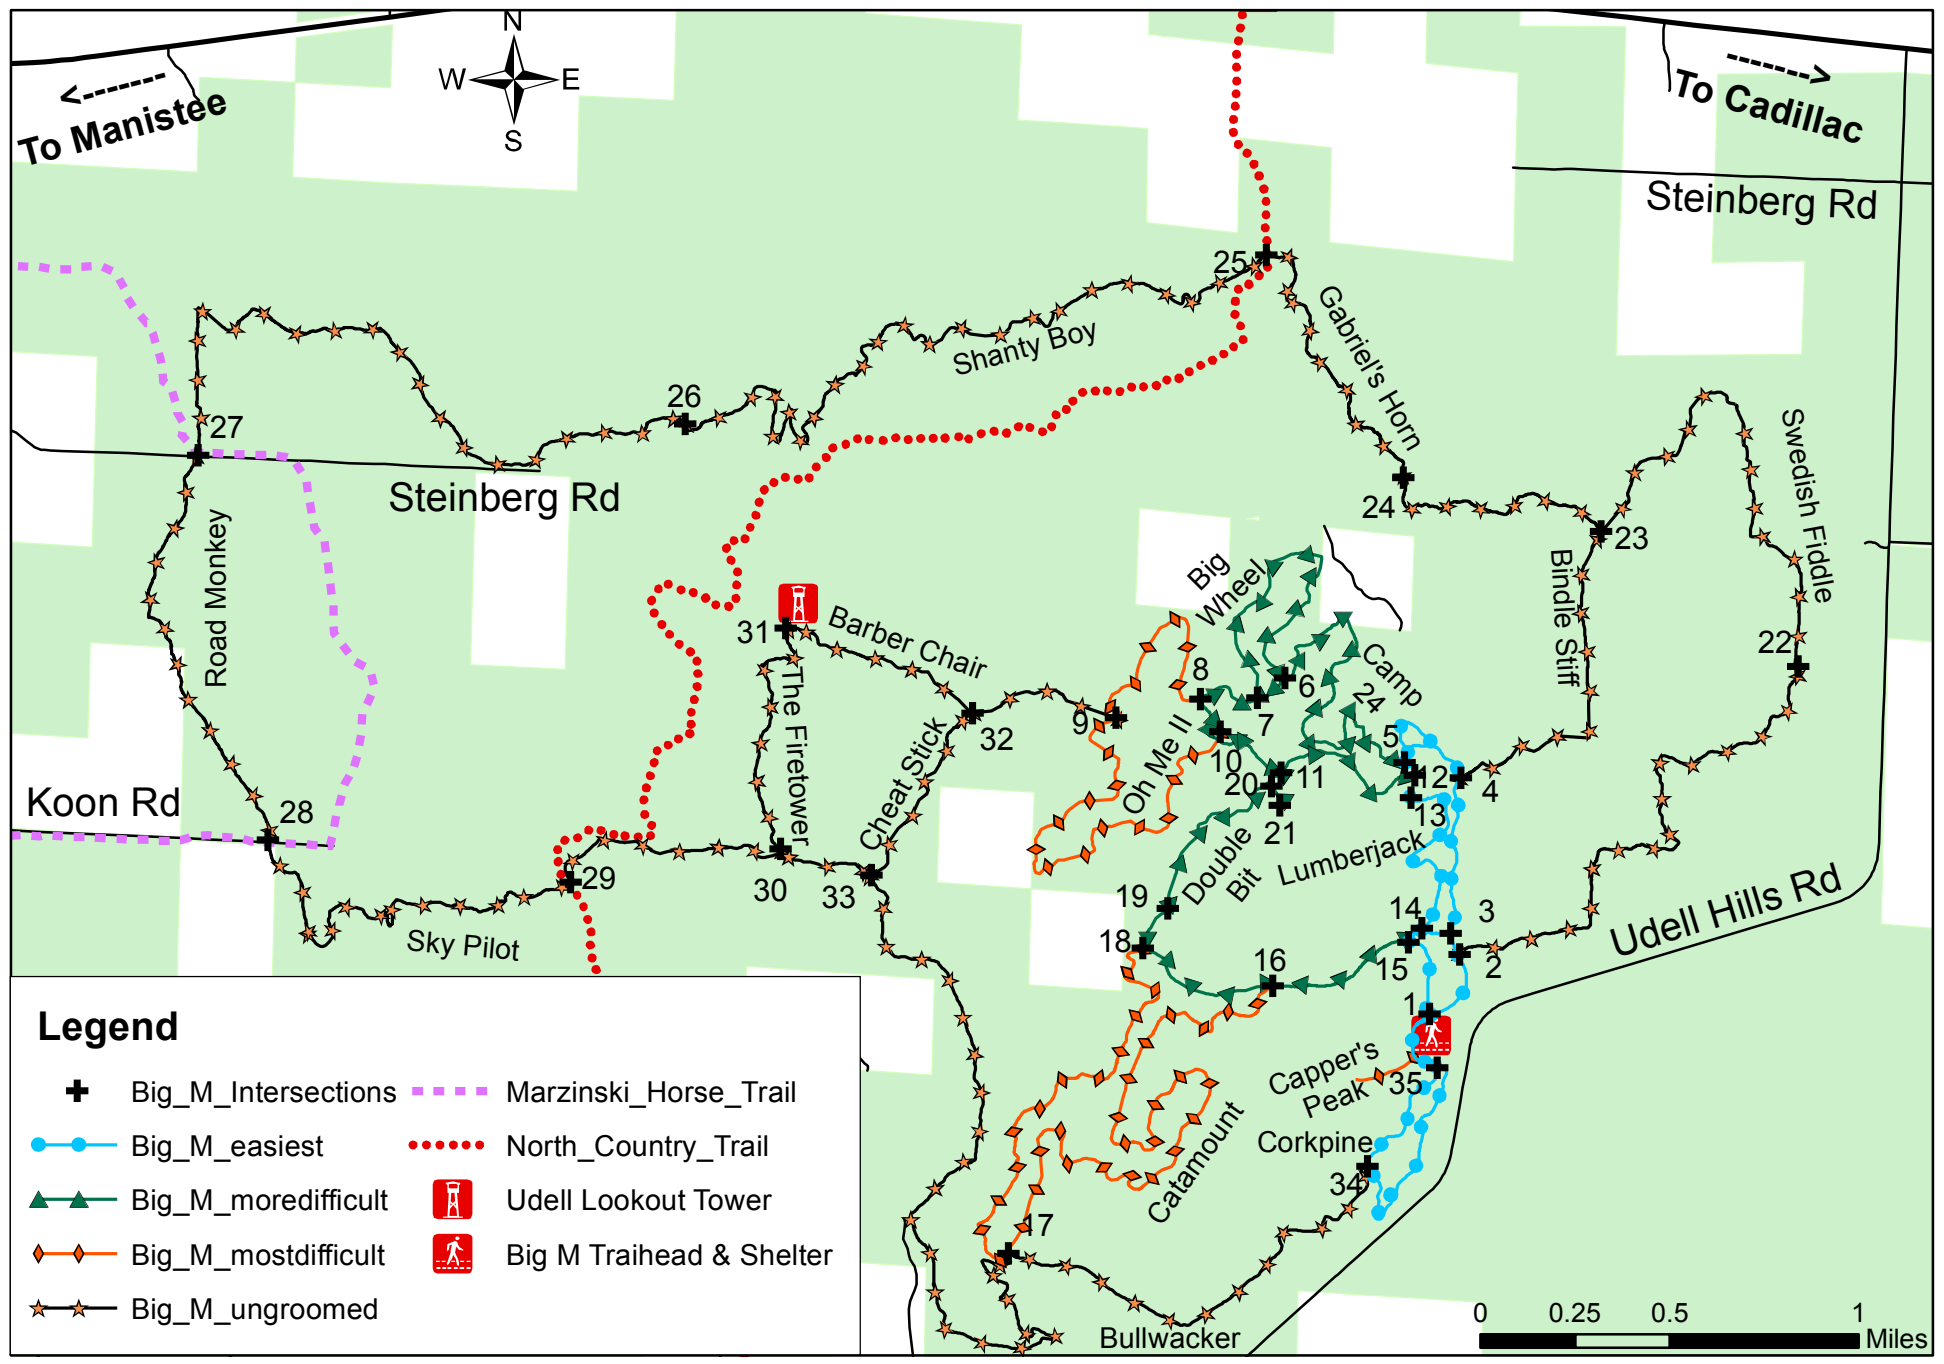 N
W E
S
To Manistee
To Cadillac
Steinberg Rd
25
Gabriel's Horn
Shanty Boy
26
27
Steinberg Rd
24
23
Swedish Fiddle
Road Monkey
Big
Wheel
Bindle Stiff
31
Barber Chair
22
Camp
24
8
6
7
9
32
The Firetower
Cheat Stick
Oh Me II
5
10
11
12
4
20
13
21
Koon Rd
28
Lumberjack
Double
Bit
29
30
33
19
14
3
Udell Hills Rd
18
15
2
16
Sky Pilot
1
Capper's
Peak
35
Corkpine
34
Catamount
17
Bullwacker
Legend
Big_M_Intersections
Marzinski_Horse_Trail
Big_M_easiest
North_Country_Trail
Big_M_moredifficult
Udell Lookout Tower
Big_M_mostdifficult
Big M Traihead & Shelter
Big_M_ungroomed
0 0.25 0.5 1
Miles